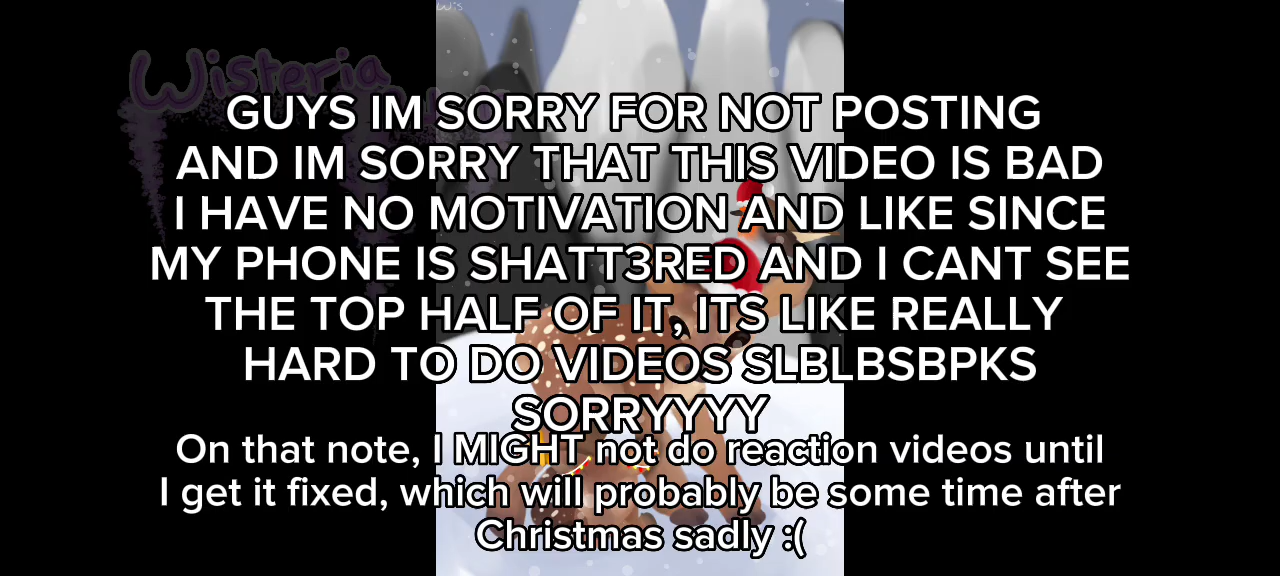 Wis
Wisteria
GUYS IM SORRY FOR NOT POSTING
AND IM SORRY THAT THIS VIDEO IS BAD
I HAVE NO MOTIVATION AND LIKE SINCE
MY PHONE IS SHATT3RED AND I CANT SEE
THE TOP HALF OF IT, ITS LIKE REALLY
HARD TO DO VIDEOS SLBLBSBPKS
SORRYYYY
On that note, I MIGHT not do reaction videos until
I get it fixed, which will probably be some time after
Christmas sadly :(